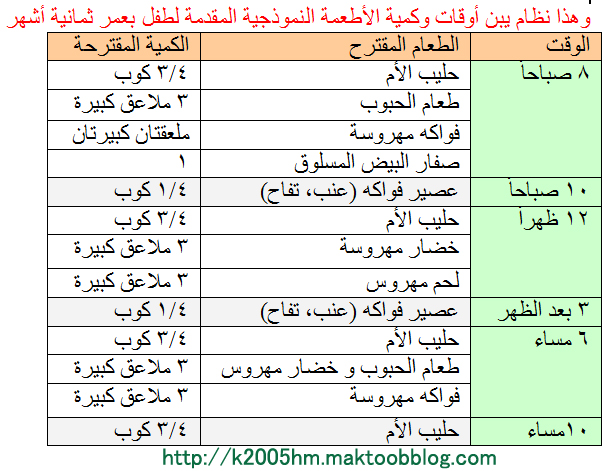 وهذا نظام يبن أوقات وكمية الأطعمة النموذجية المقدمة لطفل بعمر ثمانية أشهر
الوقت الطعام المقترح الكمية المقترحة
٨ صباحاً حليب الأم ٣/٤ كوب
طعام الحبوب ٣ ملاعق كبيرة
فواكه مهروسة ملعقتان كبيرتان
صفار البيض المسلوق ١
١٠ صباحاً عصير فواكه (عنب، تفاح) ١/٤ كوب
١٢ ظهراً حليب الأم ٣/٤ كوب
خضار مهروسة ٣ ملاعق كبيرة
لحم مهروس ٣ ملاعق كبيرة
٣ بعد الظهر عصير فواكه (عنب، تفاح) ١/٤ كوب
٦ مساء حليب الأم ٣/٤ كوب
طعام الحبوب و خضار مهروس ٣ ملاعق كبيرة
فواكه مهروسة ٣ ملاعق كبيرة
١٠مساء حليب الأم ٣/٤ كوب
http://k2005hm.maktoobblog.com